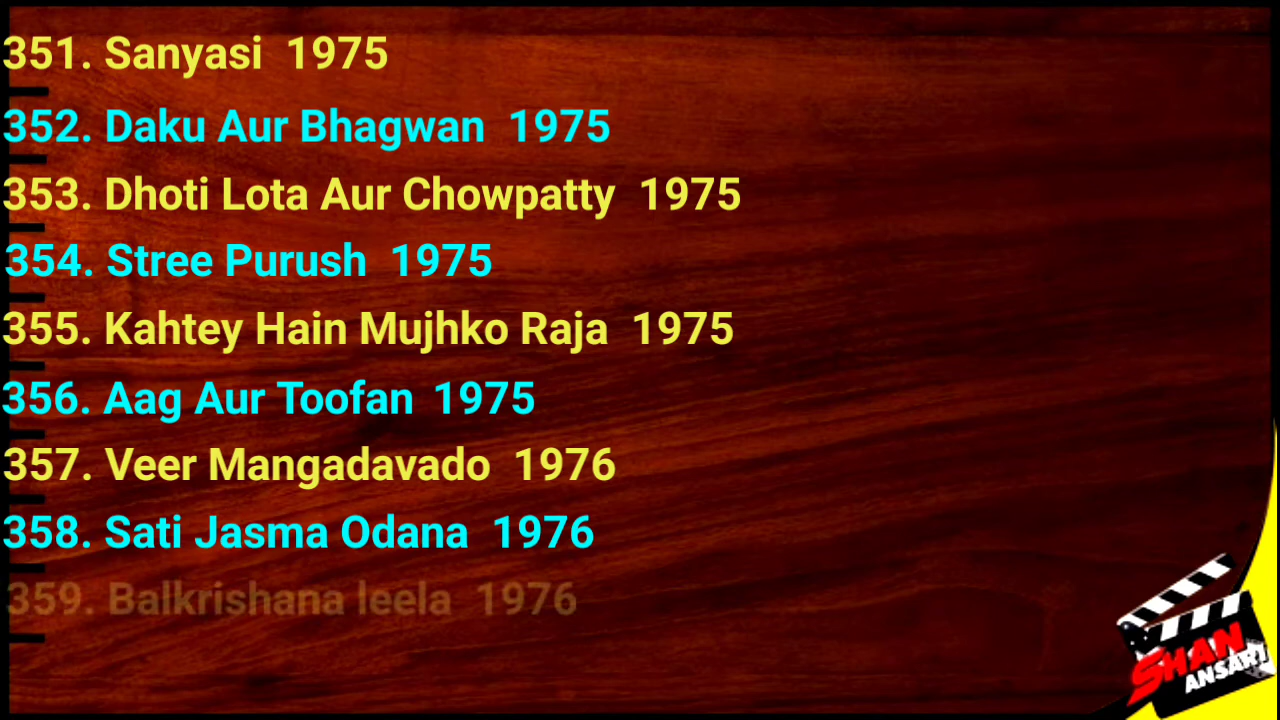 351. Sanyasi 1975
352. Daku Aur Bhagwan 1975
353. Dhoti Lota Aur Chowpatty 1975
354. Stree Purush 1975
355. Kahtey Hain Mujhko Raja 1975
356. Aag Aur Toofan 1975
357. Veer Mangadavado 1976
358. Sati Jasma Odana 1976
359. Balkrishana leela 1976
SHAN
ANSARI